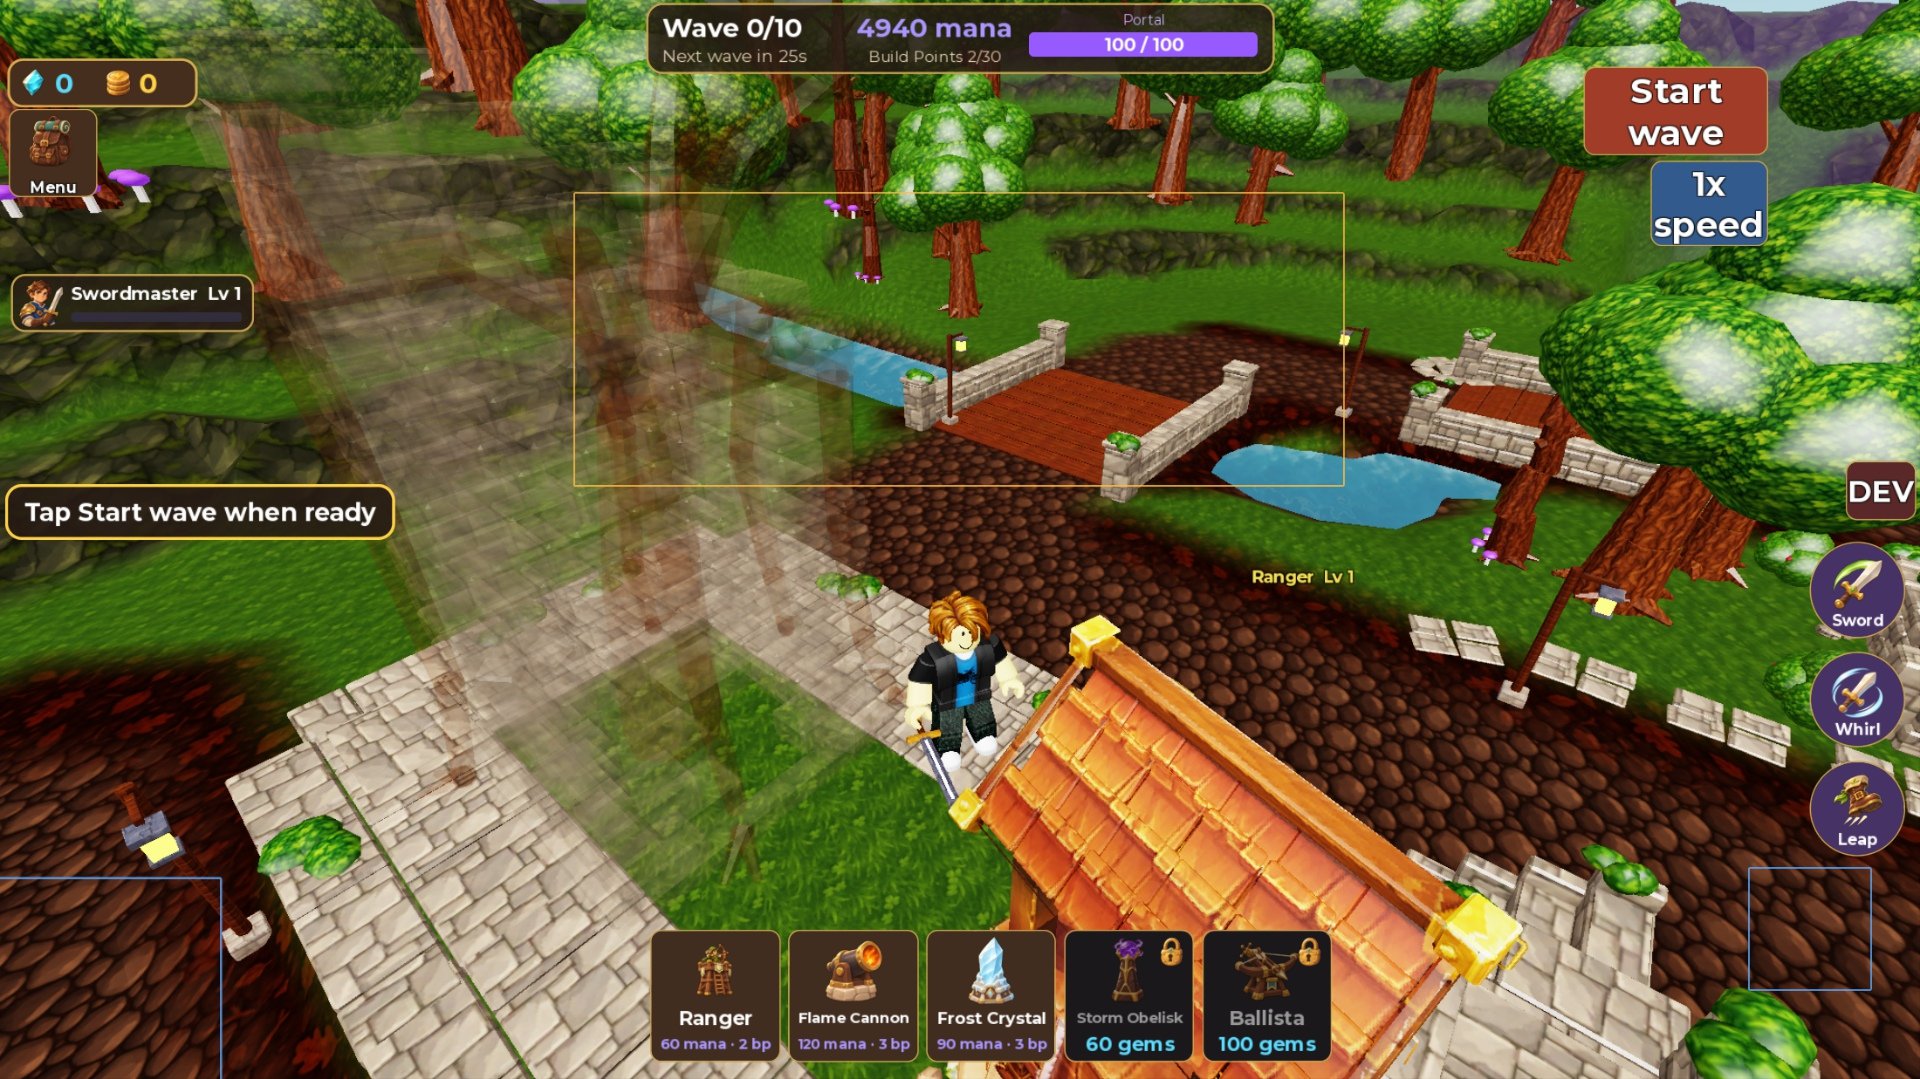 Wave 0/10
4940 mana
Portal
Next wave in 25s
Build Points 2/30
100 / 100
0
0
Menu
Start
wave
1x
speed
Swordmaster Lv 1
Tap Start wave when ready
DEV
Ranger Lv 1
Sword
Whirl
Leap
Ranger
60 mana · 2 bp
Flame Cannon
120 mana · 3 bp
Frost Crystal
90 mana · 3 bp
Storm Obelisk
60 gems
Ballista
100 gems